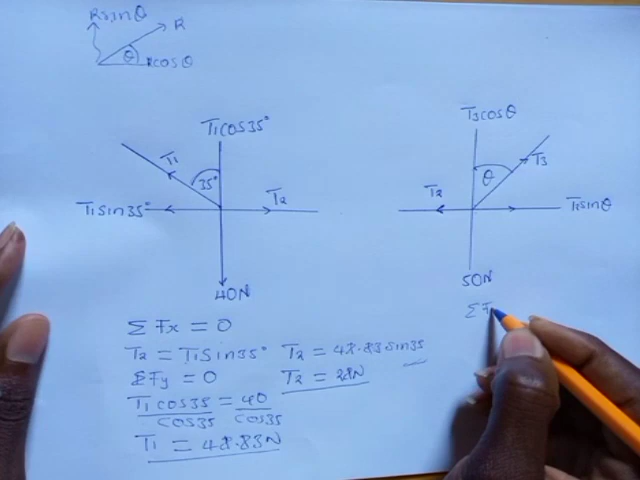 Rsinθ
R
θ
Rcosθ
T1cos35°
T1
35°
T2
T1sin35°
40N
ΣFx = 0
T2 = T1sin35°
ΣFy = 0
T1cos35 = 40
cos35 cos35
T1 = 48.83N
T2 = 48.83sin35
T2 = 28N
T3cosθ
T3
θ
T2
50N
ΣF